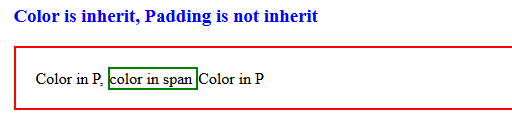 Color is inherit, Padding is not inherit
Color in P, color in span Color in P